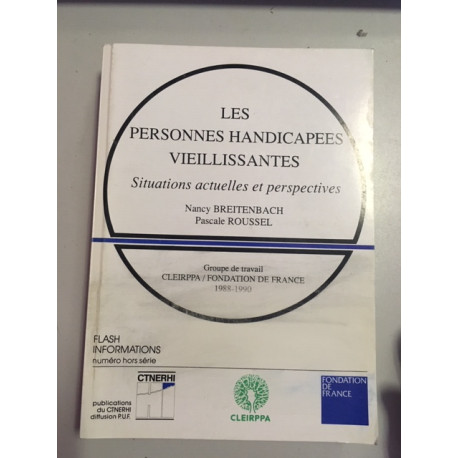 LES
PERSONNES HANDICAPEES
VIEILLISSANTES
Situations actuelles et perspectives
Nancy BREITENBACH
Pascale ROUSSEL
Groupe de travail
CLEIRPPA / FONDATION DE FRANCE
1988-1990
FLASH
INFORMATIONS
numéro hors série
CTNERHI
publications
du CTNERHI
diffusion P.U.F.
CLEIRPPA
FONDATION
DE
FRANCE